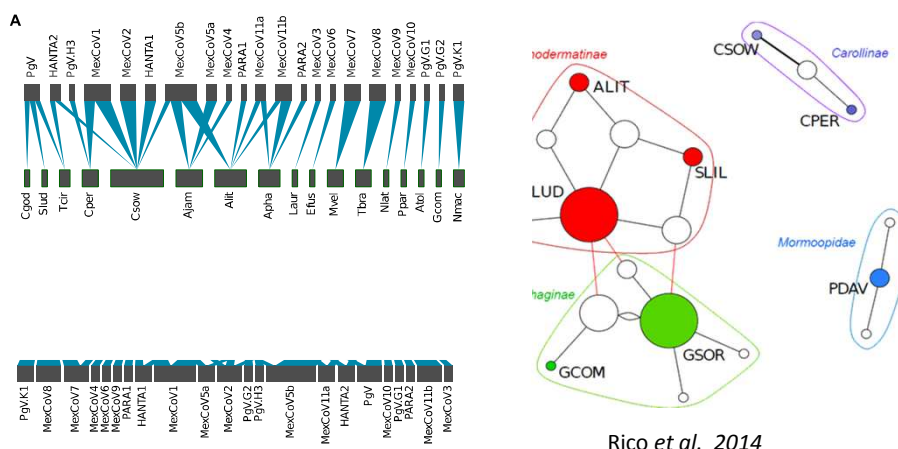 A
PgV
HANTA2
PgV.H3
MexCoV1
MexCoV2
HANTA1
MexCoV5b
MexCoV5a
MexCoV4
PARA1
MexCoV11a
MexCoV11b
PARA2
MexCoV3
MexCoV6
MexCoV7
MexCoV8
MexCoV9
MexCoV10
PgV.G1
PgV.G2
PgV.K1
Cgod
Slud
Tcir
Cper
Csow
Ajam
Alit
Apha
Laur
Efus
Mvel
Tbra
Nlat
Ppar
Atol
Gcom
Nmac
PgV.K1
MexCoV8
MexCoV7
MexCoV4
MexCoV6
MexCoV9
PARA1
HANTA1
MexCoV1
MexCoV5a
MexCoV2
PgV.G2
PgV.H3
MexCoV5b
MexCoV11a
HANTA2
PgV
MexCoV10
PgV.G1
PARA2
MexCoV11b
MexCoV3
nodermatinae
ALIT
SLIL
LUD
haginae
GCOM
GSOR
CSOW
Carollinae
CPER
Mormoopidae
PDAV
Rico et al. 2014